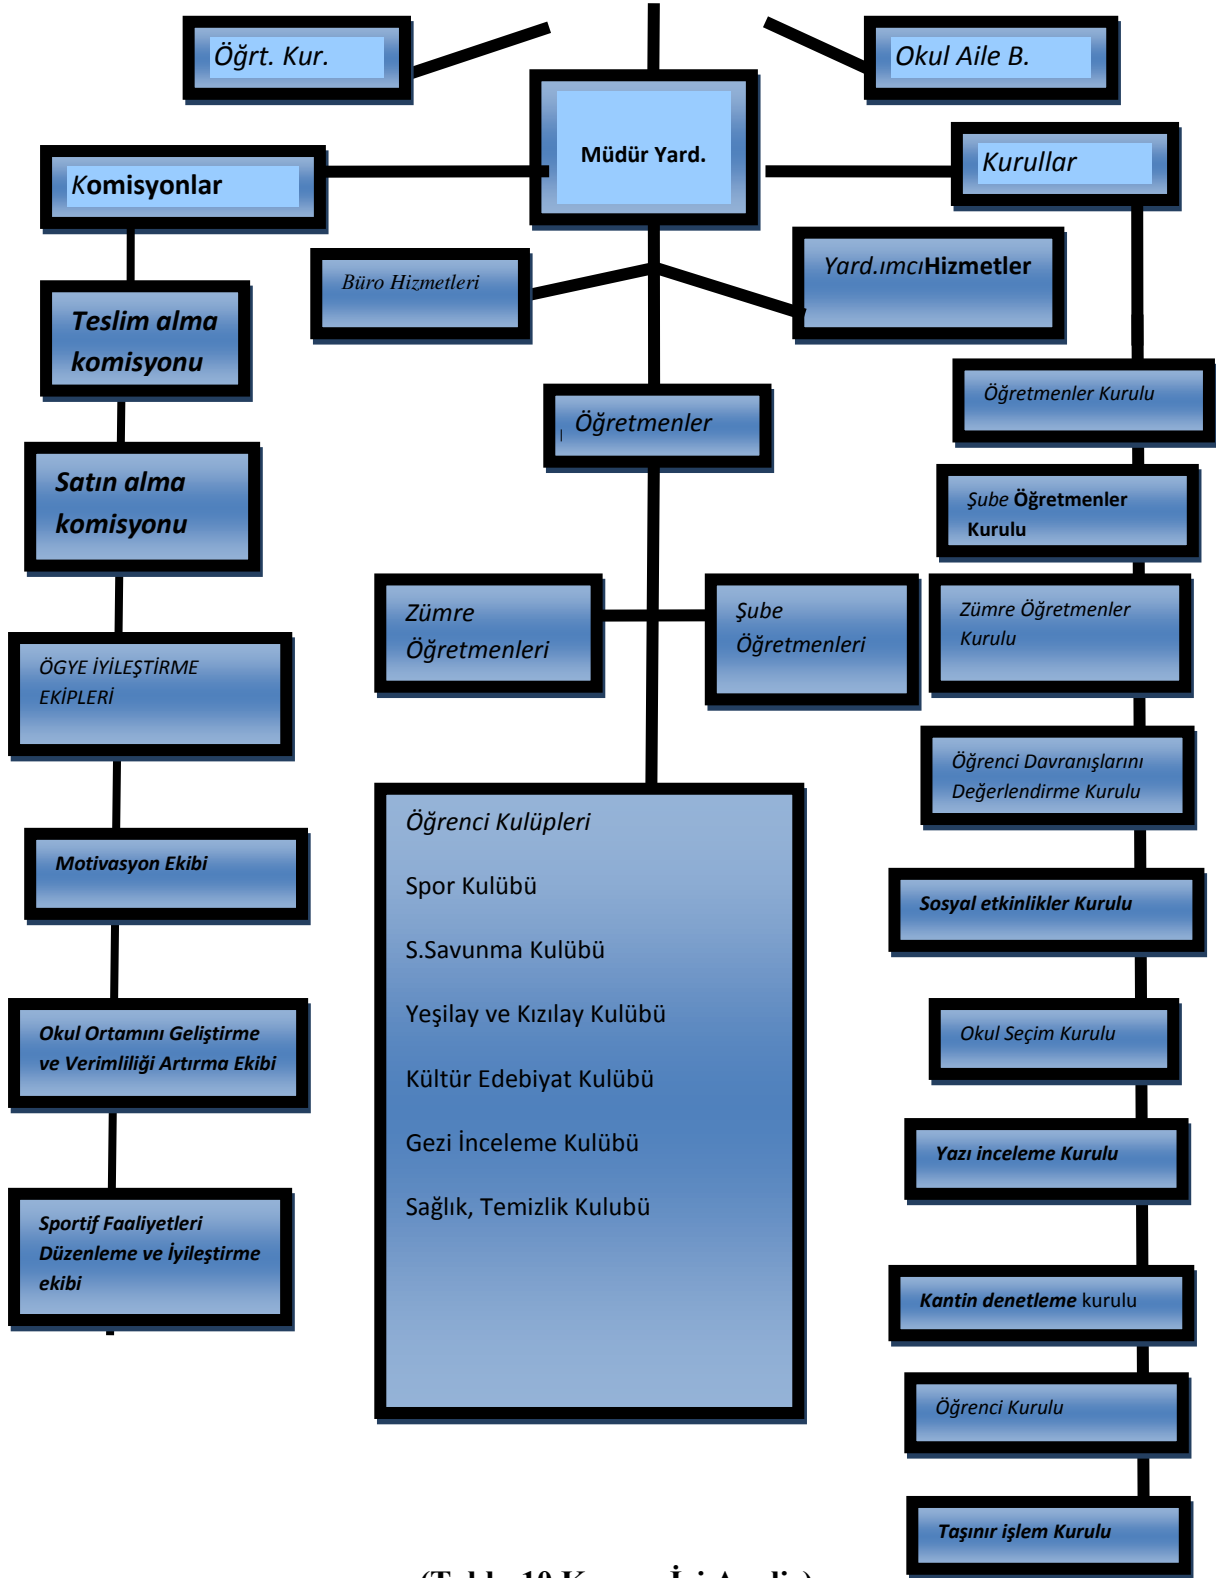 Öğrt. Kur.
Okul Aile B.
Müdür Yard.
Komisyonlar
Kurullar
Büro Hizmetleri
Yard.ımcıHizmetler
Teslim alma
komisyonu
Satın alma
komisyonu
ÖGYE İYİLEŞTİRME
EKİPLERİ
Motivasyon Ekibi
Okul Ortamını Geliştirme
ve Verimliliği Artırma Ekibi
Sportif Faaliyetleri
Düzenleme ve İyileştirme
ekibi
Öğretmenler
Zümre
Öğretmenleri
Şube
Öğretmenleri
Öğrenci Kulüpleri
Spor Kulübü
S.Savunma Kulübü
Yeşilay ve Kızılay Kulübü
Kültür Edebiyat Kulübü
Gezi İnceleme Kulübü
Sağlık, Temizlik Kulubü
Öğretmenler Kurulu
Şube Öğretmenler
Kurulu
Zümre Öğretmenler
Kurulu
Öğrenci Davranışlarını
Değerlendirme Kurulu
Sosyal etkinlikler Kurulu
Okul Seçim Kurulu
Yazı inceleme Kurulu
Kantin denetleme kurulu
Öğrenci Kurulu
Taşınır işlem Kurulu